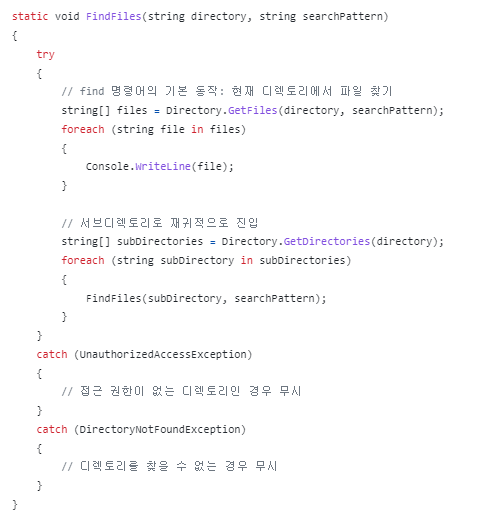 static void FindFiles(string directory, string searchPattern)
{
    try
    {
        // find 명령어의 기본 동작: 현재 디렉토리에서 파일 찾기
        string[] files = Directory.GetFiles(directory, searchPattern);
        foreach (string file in files)
        {
            Console.WriteLine(file);
        }

        // 서브디렉토리로 재귀적으로 진입
        string[] subDirectories = Directory.GetDirectories(directory);
        foreach (string subDirectory in subDirectories)
        {
            FindFiles(subDirectory, searchPattern);
        }
    }
    catch (UnauthorizedAccessException)
    {
        // 접근 권한이 없는 디렉토리인 경우 무시
    }
    catch (DirectoryNotFoundException)
    {
        // 디렉토리를 찾을 수 없는 경우 무시
    }
}